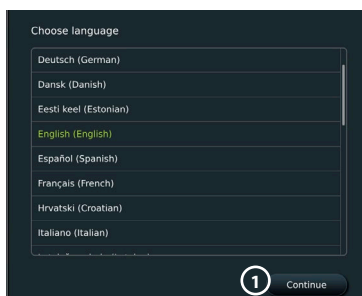 Choose language
Deutsch (German)
Dansk (Danish)
Eesti keel (Estonian)
English (English)
Español (Spanish)
Français (French)
Hrvatski (Croatian)
Italiano (Italian)
1 Continue